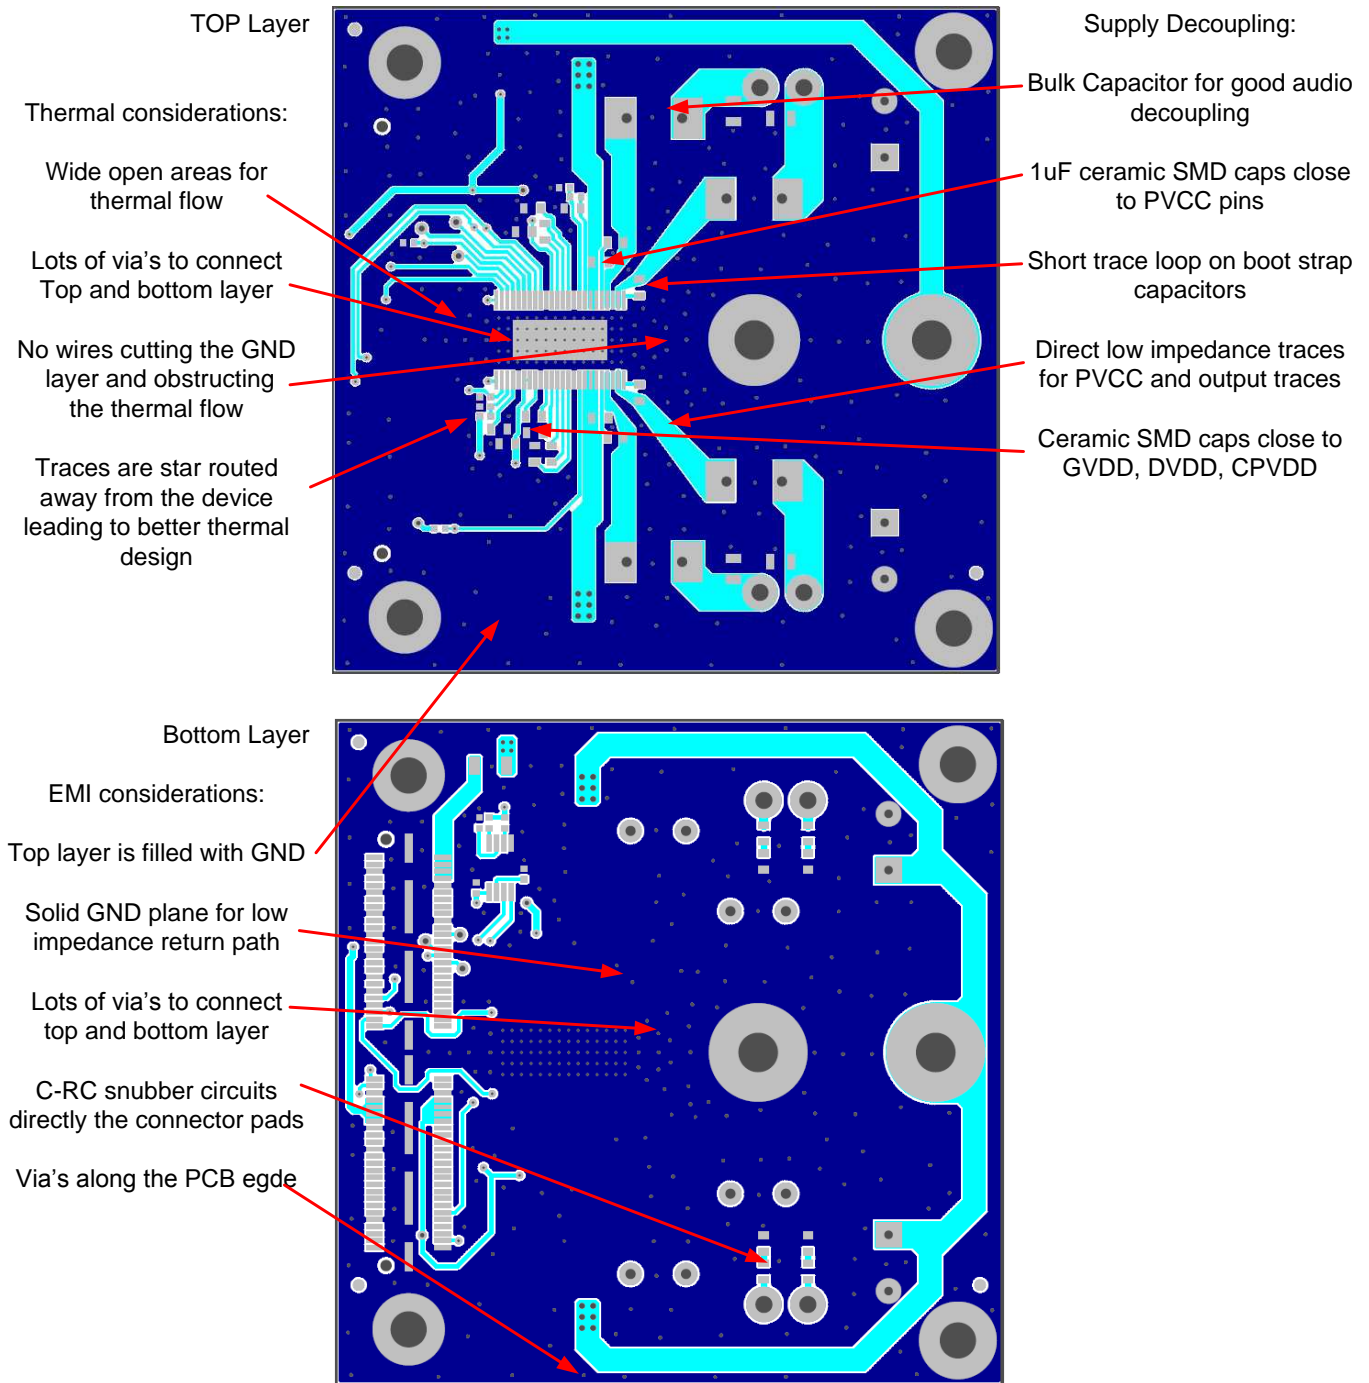 TOP Layer
Thermal considerations:
Wide open areas for
thermal flow
Lots of via's to connect
Top and bottom layer
No wires cutting the GND
layer and obstructing
the thermal flow
Traces are star routed
away from the device
leading to better thermal
design
Supply Decoupling:
Bulk Capacitor for good audio
decoupling
1uF ceramic SMD caps close
to PVCC pins
Short trace loop on boot strap
capacitors
Direct low impedance traces
for PVCC and output traces
Ceramic SMD caps close to
GVDD, DVDD, CPVDD
Bottom Layer
EMI considerations:
Top layer is filled with GND
Solid GND plane for low
impedance return path
Lots of via's to connect
top and bottom layer
C-RC snubber circuits
directly the connector pads
Via's along the PCB egde